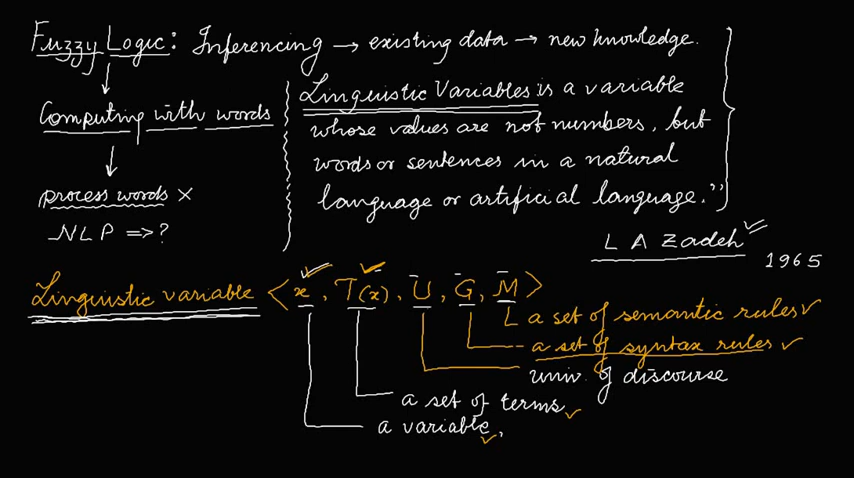 Fuzzy Logic: Inferencing → existing data → new knowledge.
Computing with words
process words ×
NLP => ?
Linguistic Variables is a variable
whose values are not numbers, but
words or sentences in a natural
language or artificial language."
L A Zadeh
1965
Linguistic variable < x, T(x), U, G, M >
a set of semantic rules
a set of syntax rules
univ. of discourse
a set of terms
a variable,